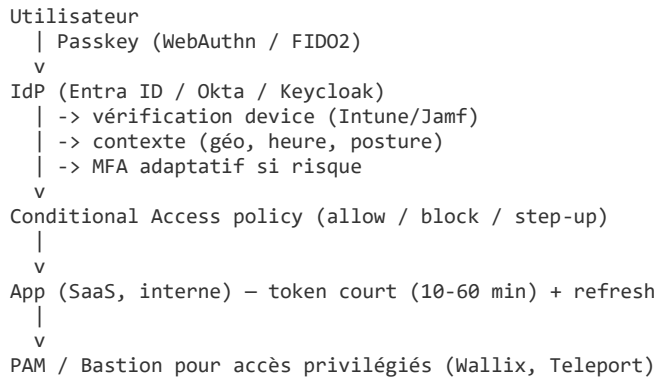 Utilisateur
| Passkey (WebAuthn / FIDO2)
v
IdP (Entra ID / Okta / Keycloak)
| -> vérification device (Intune/Jamf)
| -> contexte (géo, heure, posture)
| -> MFA adaptatif si risque
v
Conditional Access policy (allow / block / step-up)
|
v
App (SaaS, interne) — token court (10-60 min) + refresh
|
v
PAM / Bastion pour accès privilégiés (Wallix, Teleport)